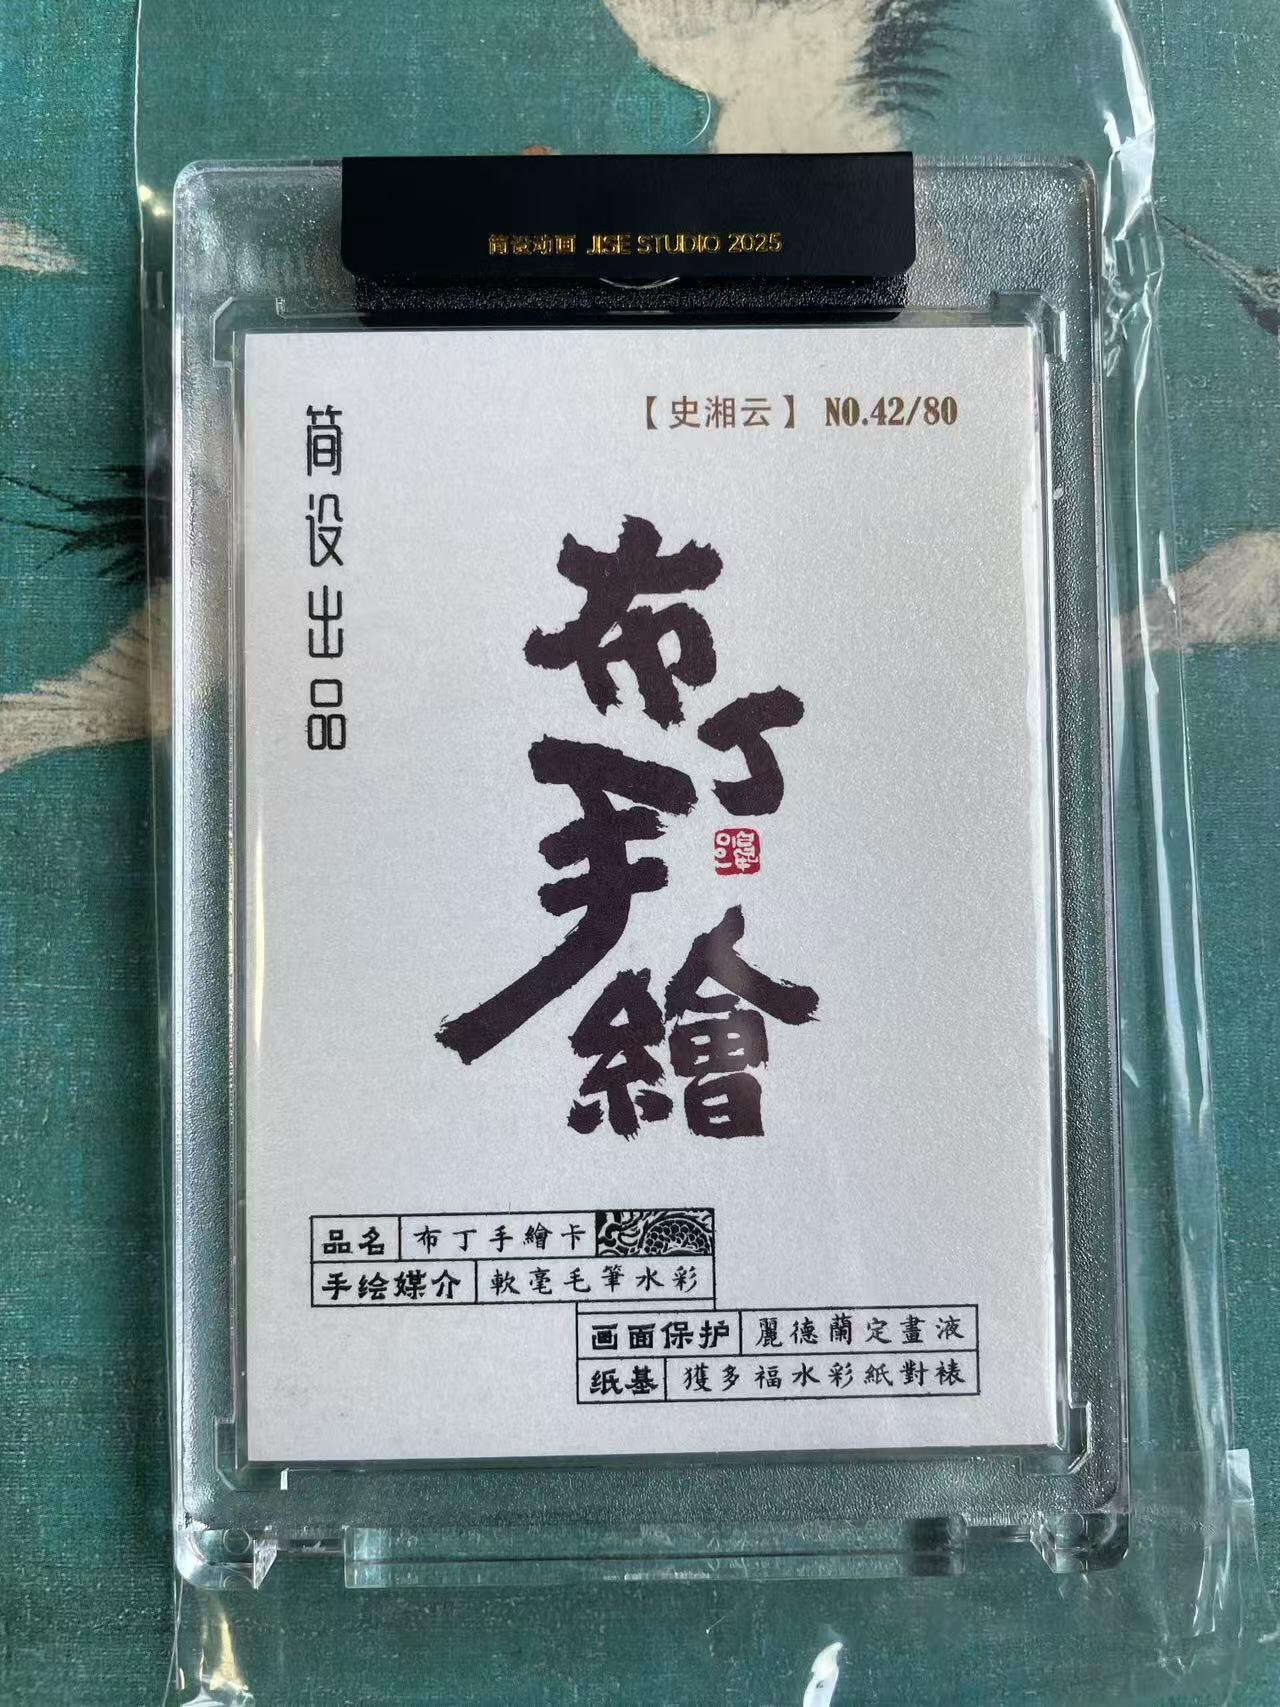 简设动画 JISE STUDIO 2025
【史湘云】 NO.42/80
简设出品
布丁
手繪
品名 布丁手繪卡
手绘媒介 軟毫毛筆水彩
画面保护 麗德蘭定畫液
纸基 獲多福水彩紙對裱